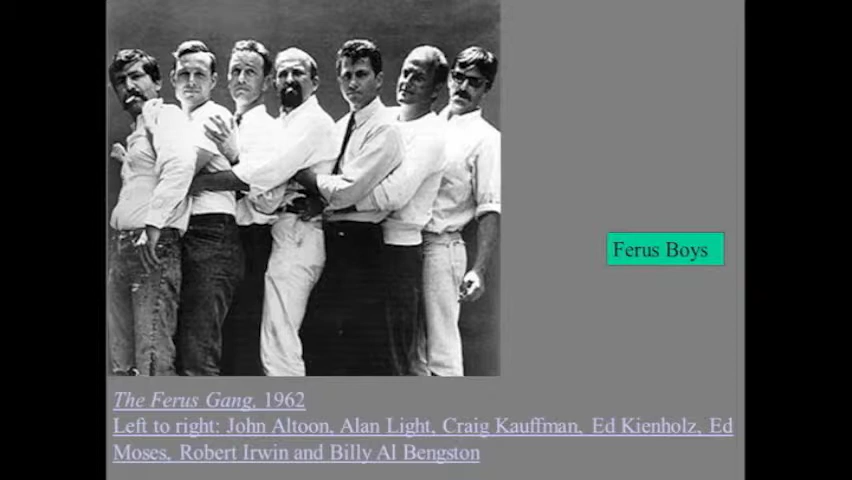 Ferus Boys
The Ferus Gang, 1962
Left to right: John Altoon, Alan Light, Craig Kauffman, Ed Kienholz, Ed
Moses, Robert Irwin and Billy Al Bengston